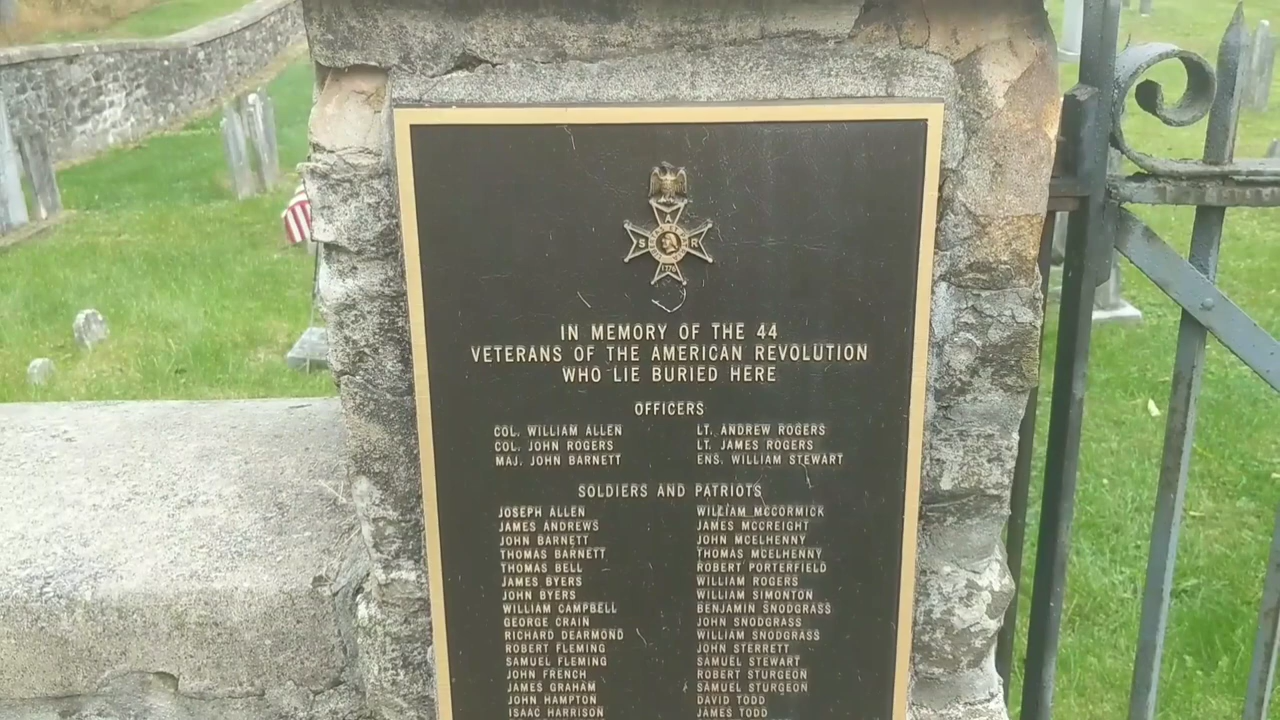 S A R
1776
IN MEMORY OF THE 44
VETERANS OF THE AMERICAN REVOLUTION
WHO LIE BURIED HERE
OFFICERS
COL. WILLIAM ALLEN LT. ANDREW ROGERS
COL. JOHN ROGERS LT. JAMES ROGERS
MAJ. JOHN BARNETT ENS. WILLIAM STEWART
SOLDIERS AND PATRIOTS
JOSEPH ALLEN WILLIAM MCCORMICK
JAMES ANDREWS JAMES MCCREIGHT
JOHN BARNETT JOHN MCELHENNY
THOMAS BARNETT THOMAS MCELHENNY
THOMAS BELL ROBERT PORTERFIELD
JAMES BYERS WILLIAM ROGERS
JOHN BYERS WILLIAM SIMONTON
WILLIAM CAMPBELL BENJAMIN SNODGRASS
GEORGE CRAIN JOHN SNODGRASS
RICHARD DEARMOND WILLIAM SNODGRASS
ROBERT FLEMING JOHN STERRETT
SAMUEL FLEMING SAMUEL STEWART
JOHN FRENCH ROBERT STURGEON
JAMES GRAHAM SAMUEL STURGEON
JOHN HAMPTON DAVID TODD
ISAAC HARRISON JAMES TODD